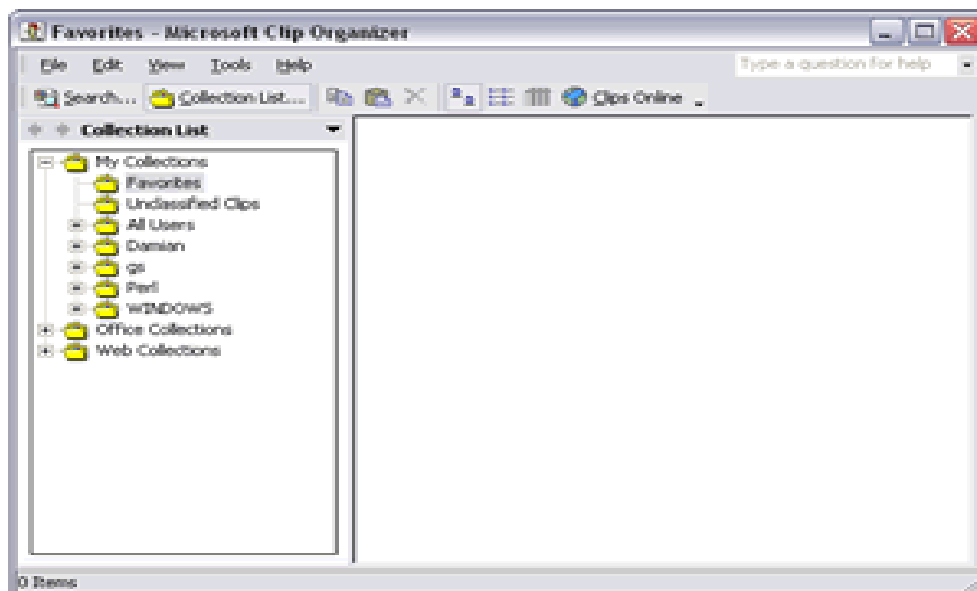 Favorites - Microsoft Clip Organizer
File Edit View Tools Help Type a question for help
Search... Collection List... Clips Online
Collection List
My Collections
Favorites
Unclassified Clips
All Users
Damian
gs
Perl
WINDOWS
Office Collections
Web Collections
0 Items